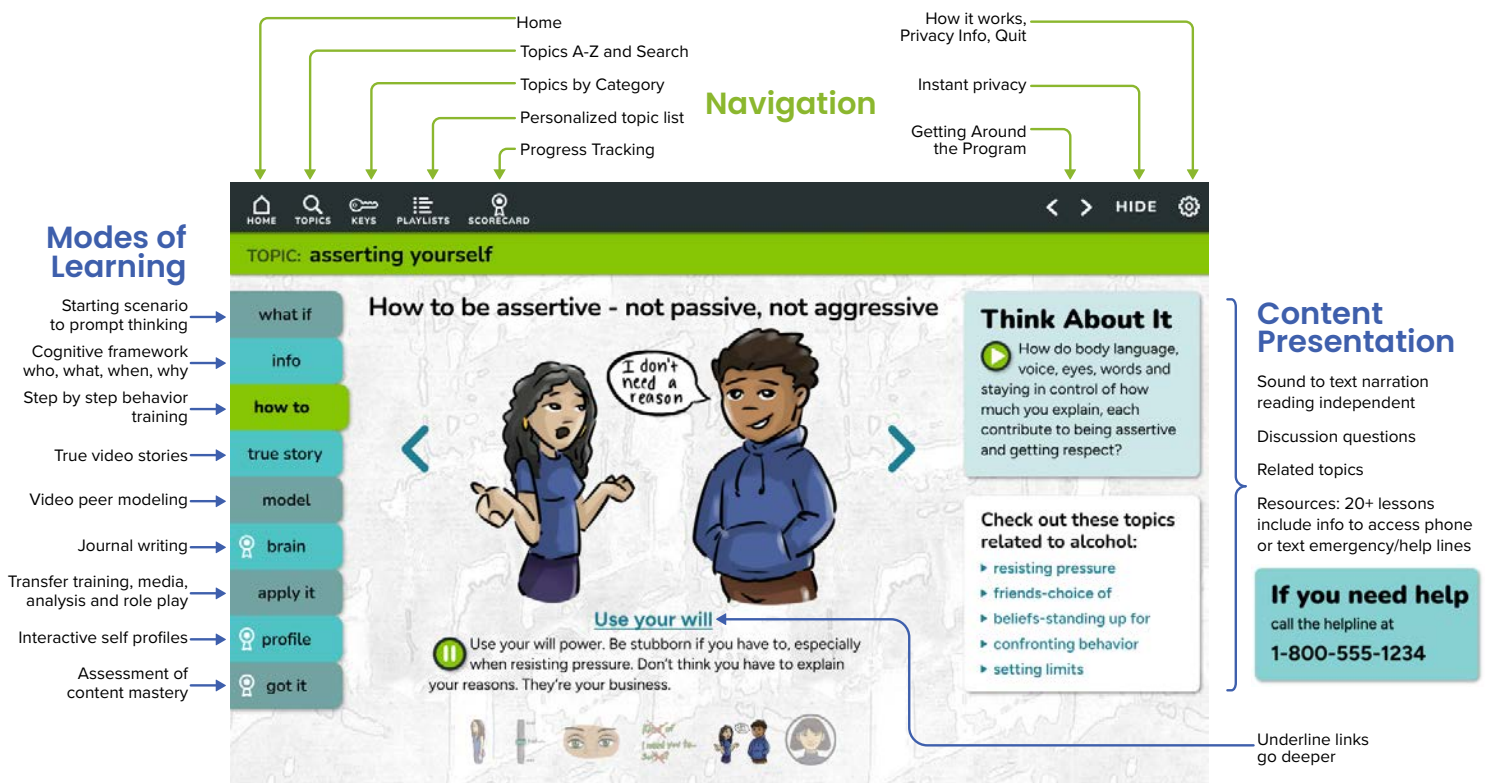 Home
Topics A-Z and Search
Topics by Category
Personalized topic list
Progress Tracking
Navigation
How it works,
Privacy Info, Quit
Instant privacy
Getting Around
the Program
HOME
TOPICS
KEYS
PLAYLISTS
SCORECARD
HIDE
TOPIC: asserting yourself
Modes of
Learning
Starting scenario
to prompt thinking
Cognitive framework
who, what, when, why
Step by step behavior
training
True video stories
Video peer modeling
Journal writing
Transfer training, media,
analysis and role play
Interactive self profiles
Assessment of
content mastery
what if
info
how to
true story
model
brain
apply it
profile
got it
How to be assertive - not passive, not aggressive
I don't
need a
reason
Use your will
Use your will power. Be stubborn if you have to, especially
when resisting pressure. Don't think you have to explain
your reasons. They're your business.
I need you to...
Think About It
How do body language,
voice, eyes, words and
staying in control of how
much you explain, each
contribute to being assertive
and getting respect?
Check out these topics
related to alcohol:
resisting pressure
friends-choice of
beliefs-standing up for
confronting behavior
setting limits
Content
Presentation
Sound to text narration
reading independent
Discussion questions
Related topics
Resources: 20+ lessons
include info to access phone
or text emergency/help lines
If you need help
call the helpline at
1-800-555-1234
Underline links
go deeper